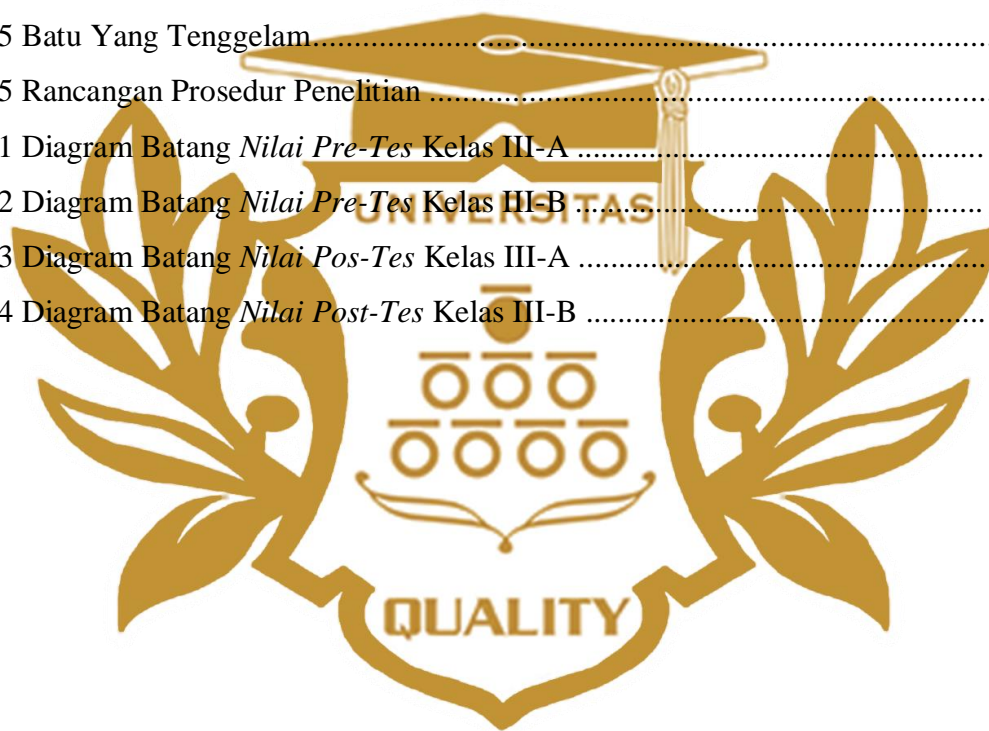 5 Batu Yang Tenggelam....................................................................................
5 Rancangan Prosedur Penelitian ......................................................................
1 Diagram Batang Nilai Pre-Tes Kelas III-A ...................................................
2 Diagram Batang Nilai Pre-Tes Kelas III-B ...................................................
UNIVERSITAS
3 Diagram Batang Nilai Pos-Tes Kelas III-A ...................................................
4 Diagram Batang Nilai Post-Tes Kelas III-B ..................................................
QUALITY